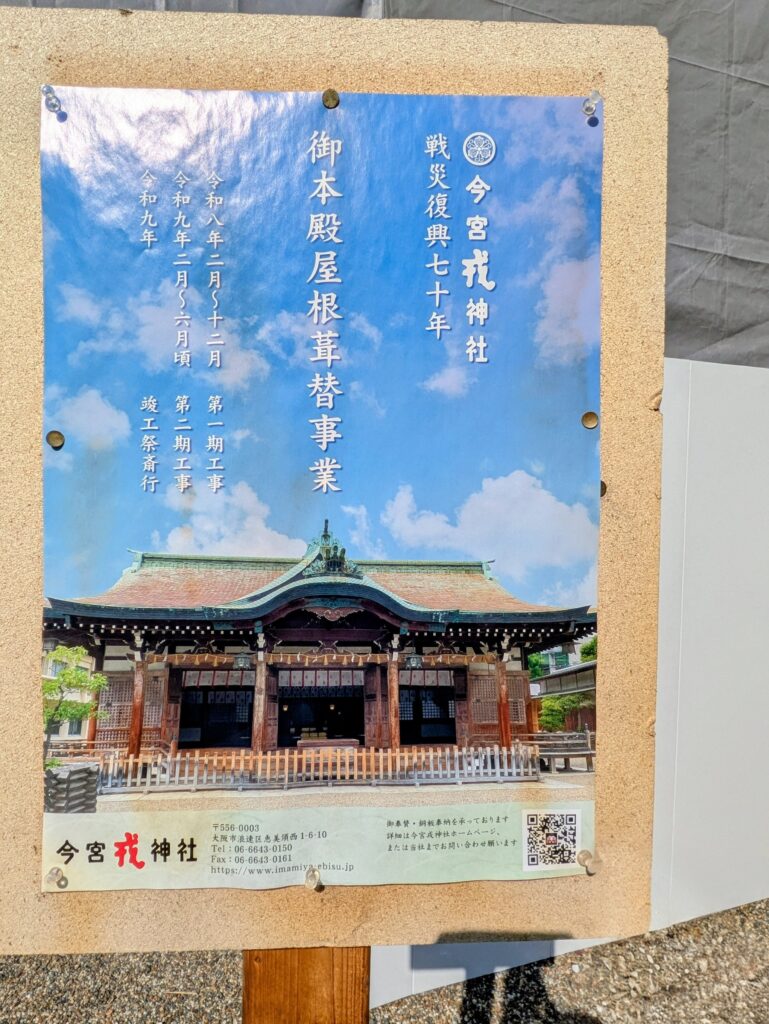 今宮戎神社
戦災復興七十年
御本殿屋根葺替事業
令和八年二月〜十二月 第一期工事
令和九年二月〜六月頃 第二期工事
令和九年 竣工祭斎行
今宮戎神社
〒556-0003
大阪市浪速区恵美須西1-6-10
Tel：06-6643-0150
Fax：06-6643-0161
https://www.imamiya-ebisu.jp
御奉賛・銅板奉納を承っております
詳細は今宮戎神社ホームページ、
または当社までお問い合わせ願います